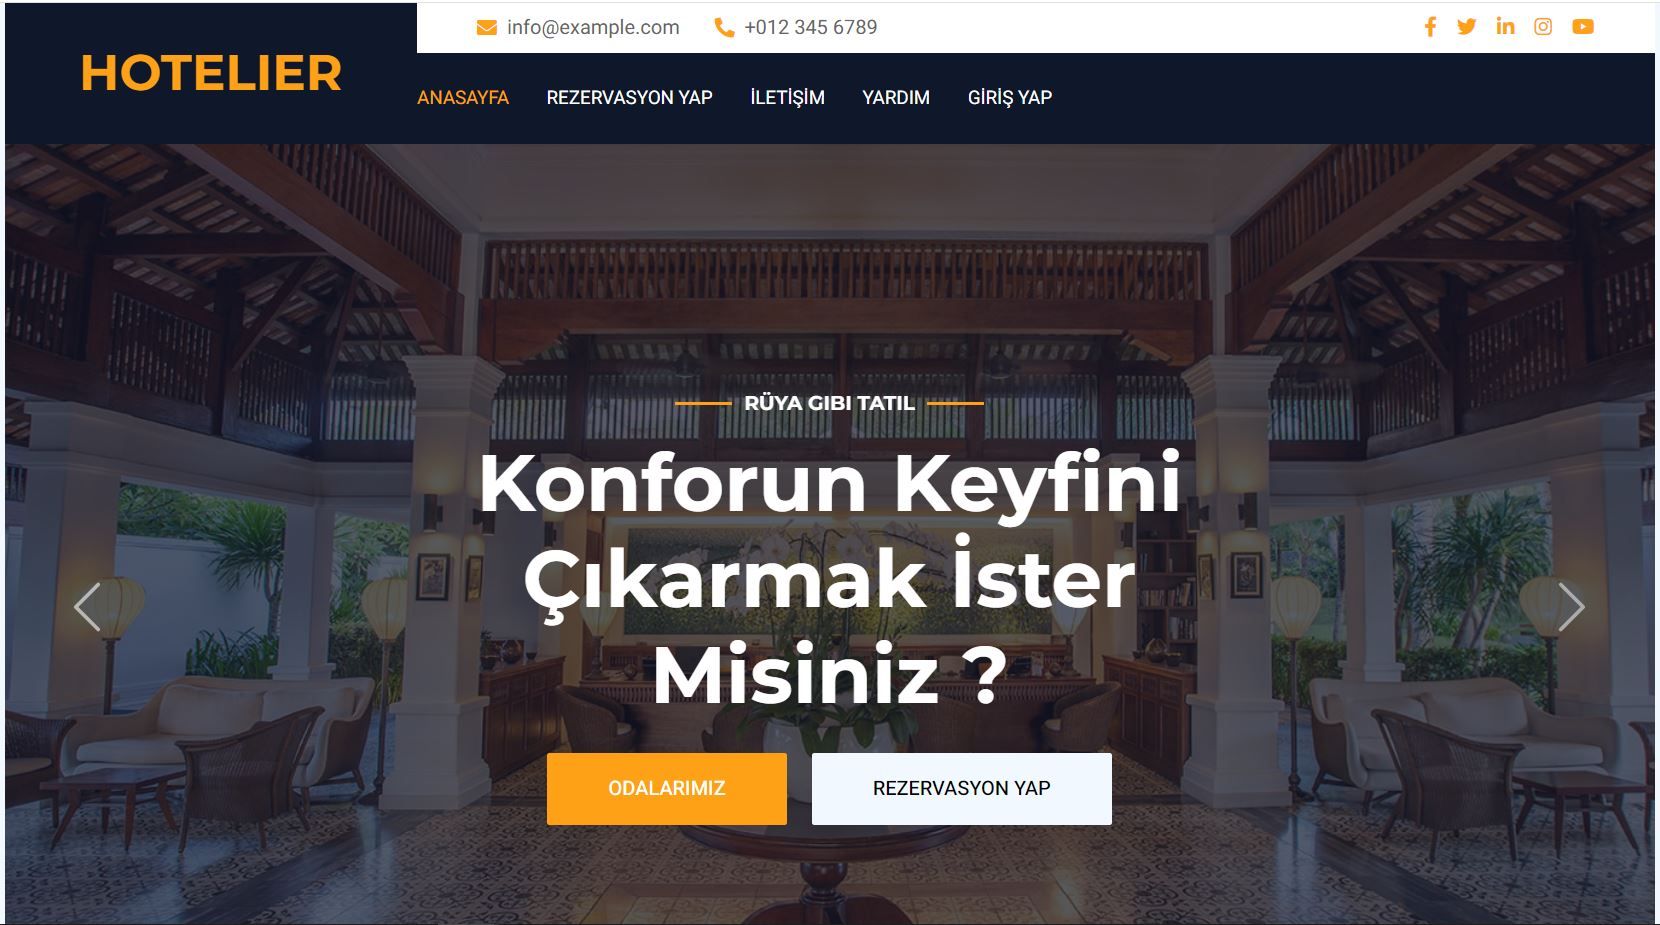 HOTELIER
info@example.com +012 345 6789
ANASAYFA REZERVASYON YAP İLETİŞİM YARDIM GİRİŞ YAP
RÜYA GIBI TATIL
Konforun Keyfini
Çıkarmak İster
Misiniz ?
ODALARIMIZ REZERVASYON YAP